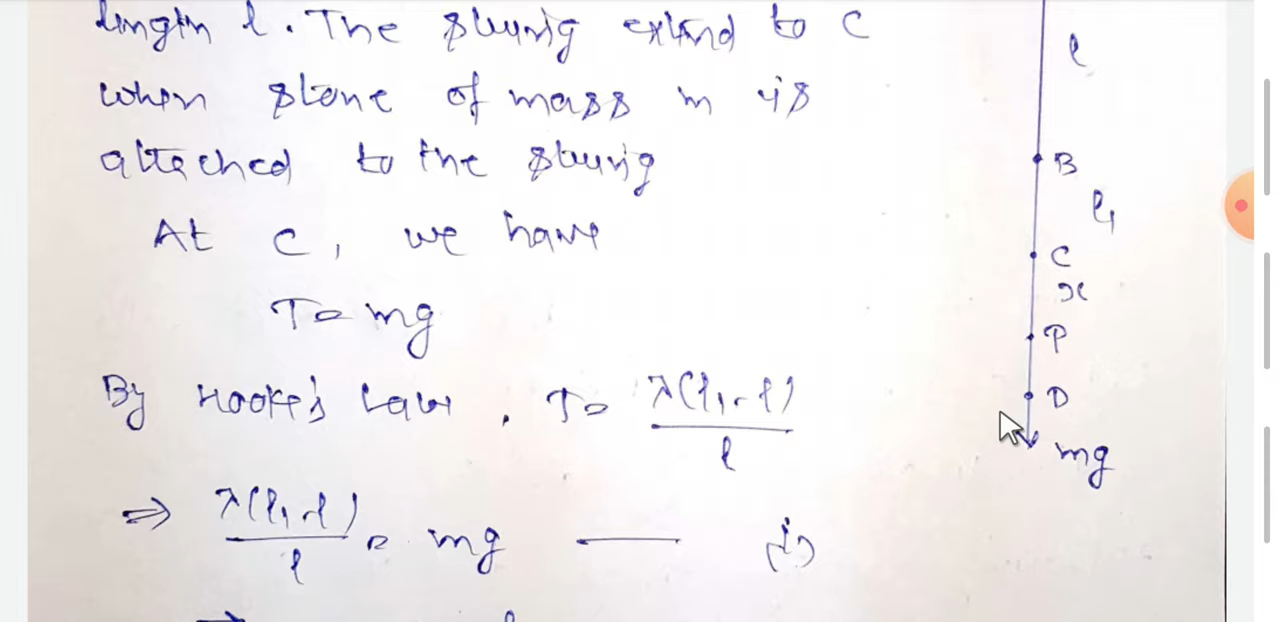 length l. The string extend to C
when stone of mass m is
attached to the string
At C, we have
T = mg
By Hooke's Law, T = λ(l₁-l)/l
⇒ λ(l₁-l)/l = mg —— (i)
l
B
l₁
C
x
P
D
mg